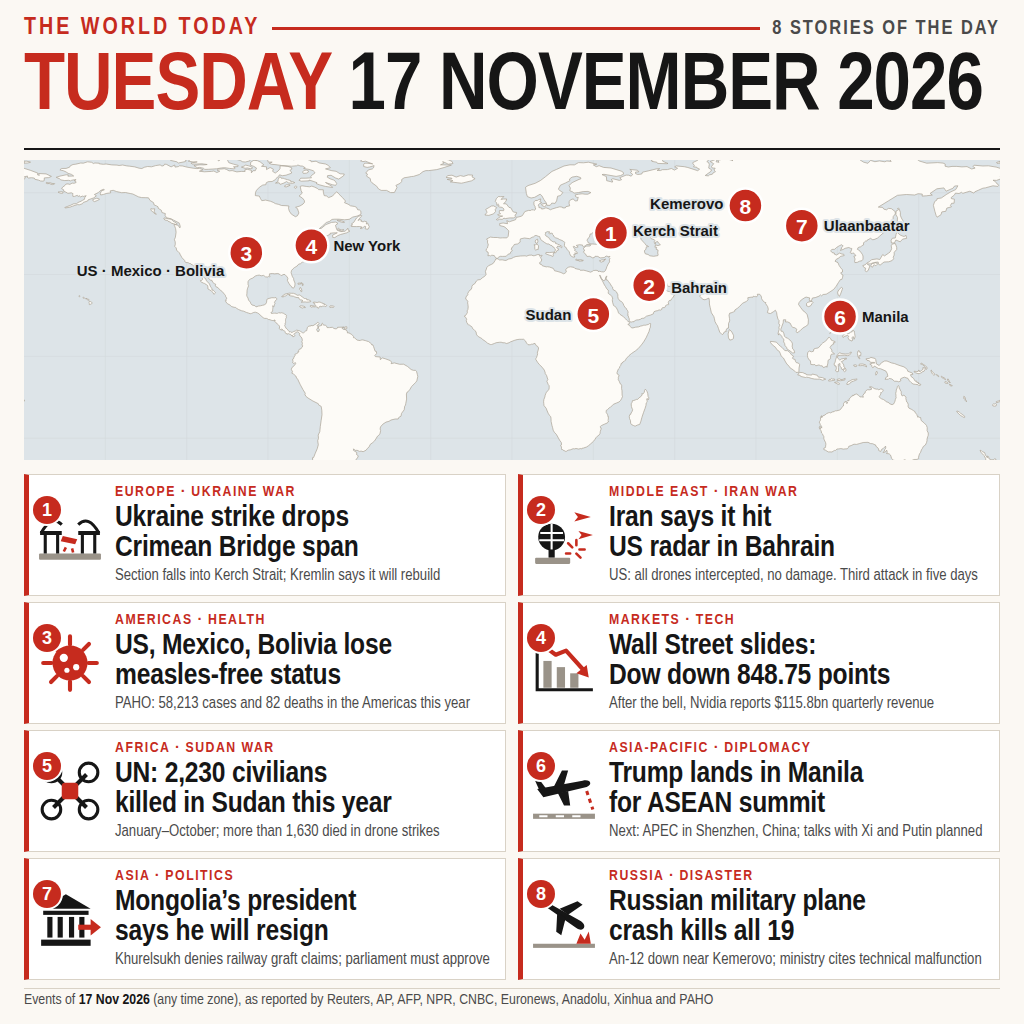 THE WORLD TODAY
8 STORIES OF THE DAY
TUESDAY 17 NOVEMBER 2026
Kemerovo 8
7 Ulaanbaatar
1 Kerch Strait
4 New York
3
US · Mexico · Bolivia
2 Bahrain
Sudan 5
6 Manila
1
EUROPE · UKRAINE WAR
Ukraine strike drops
Crimean Bridge span
Section falls into Kerch Strait; Kremlin says it will rebuild
2
MIDDLE EAST · IRAN WAR
Iran says it hit
US radar in Bahrain
US: all drones intercepted, no damage. Third attack in five days
3
AMERICAS · HEALTH
US, Mexico, Bolivia lose
measles-free status
PAHO: 58,213 cases and 82 deaths in the Americas this year
4
MARKETS · TECH
Wall Street slides:
Dow down 848.75 points
After the bell, Nvidia reports $115.8bn quarterly revenue
5
AFRICA · SUDAN WAR
UN: 2,230 civilians
killed in Sudan this year
January–October; more than 1,630 died in drone strikes
6
ASIA-PACIFIC · DIPLOMACY
Trump lands in Manila
for ASEAN summit
Next: APEC in Shenzhen, China; talks with Xi and Putin planned
7
ASIA · POLITICS
Mongolia’s president
says he will resign
Khurelsukh denies railway graft claims; parliament must approve
8
RUSSIA · DISASTER
Russian military plane
crash kills all 19
An-12 down near Kemerovo; ministry cites technical malfunction
Events of 17 Nov 2026 (any time zone), as reported by Reuters, AP, AFP, NPR, CNBC, Euronews, Anadolu, Xinhua and PAHO